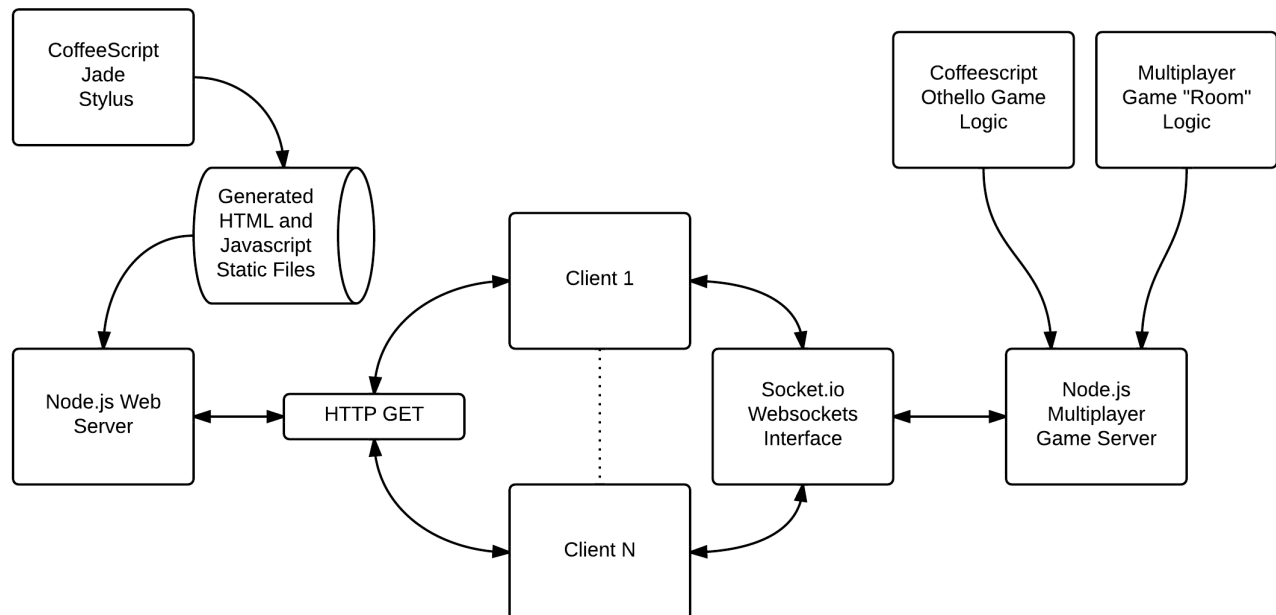 CoffeeScript
Jade
Stylus
Coffeescript
Othello Game
Logic
Multiplayer
Game "Room"
Logic
Generated
HTML and
Javascript
Static Files
Client 1
Node.js Web
Server
HTTP GET
Socket.io
Websockets
Interface
Node.js
Multiplayer
Game Server
Client N